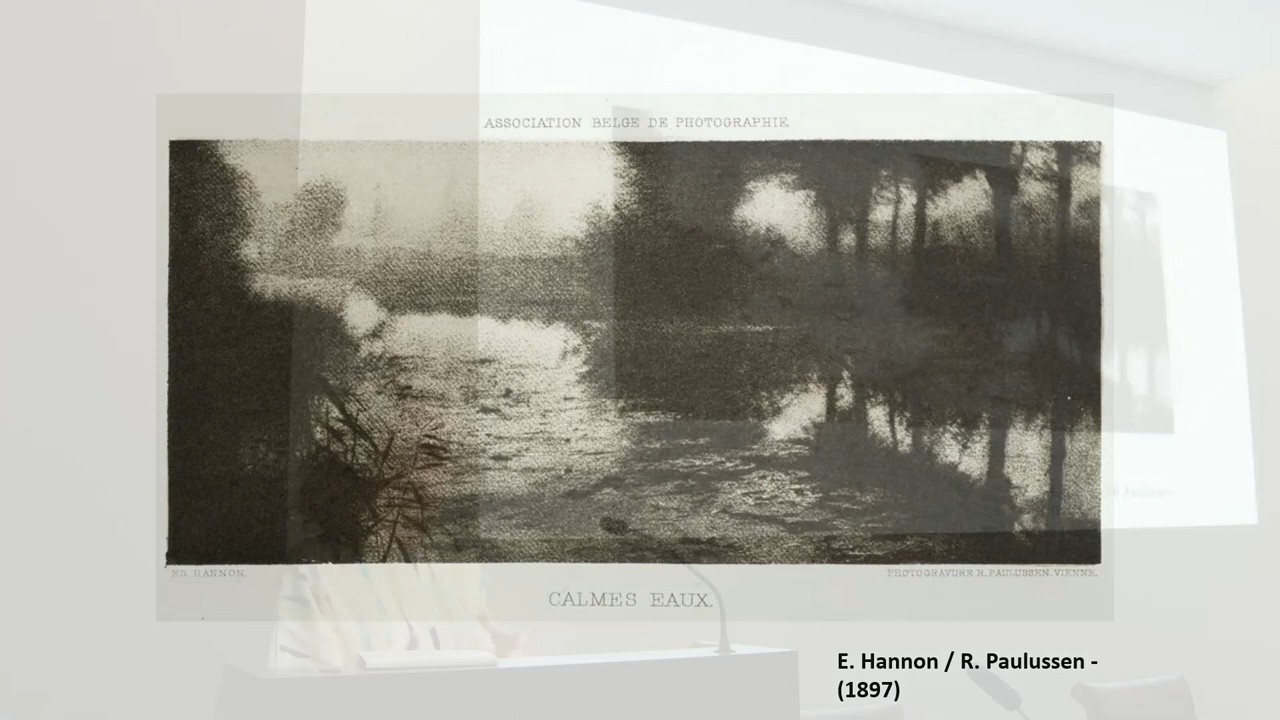 ASSOCIATION BELGE DE PHOTOGRAPHIE
ED. HANNON.
PHOTOGRAVURE R. PAULUSSEN. VIENNE.
CALMES EAUX.
E. Hannon / R. Paulussen -
(1897)